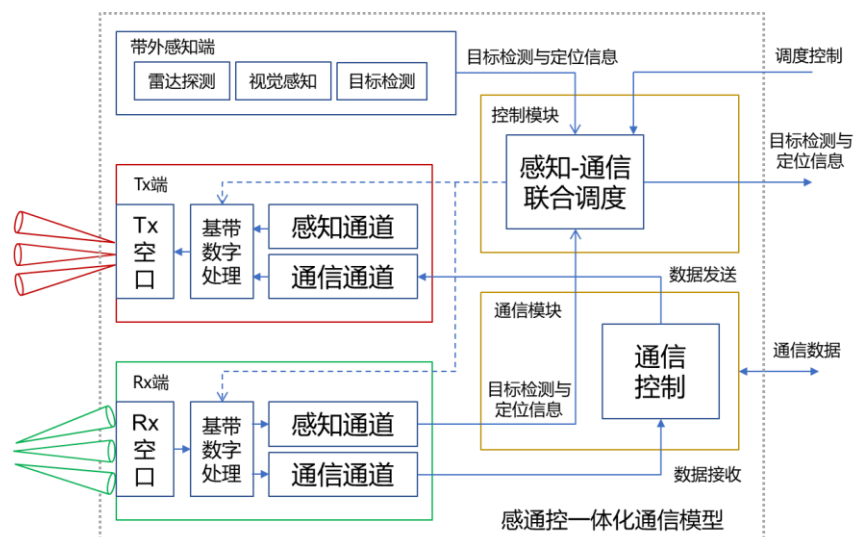 带外感知端
雷达探测
视觉感知
目标检测
目标检测与定位信息
调度控制
控制模块
感知-通信
联合调度
目标检测与
定位信息
Tx端
Tx
空
口
基带
数字
处理
感知通道
通信通道
数据发送
通信模块
通信
控制
通信数据
Rx端
Rx
空
口
基带
数字
处理
感知通道
通信通道
目标检测与
定位信息
数据接收
感通控一体化通信模型